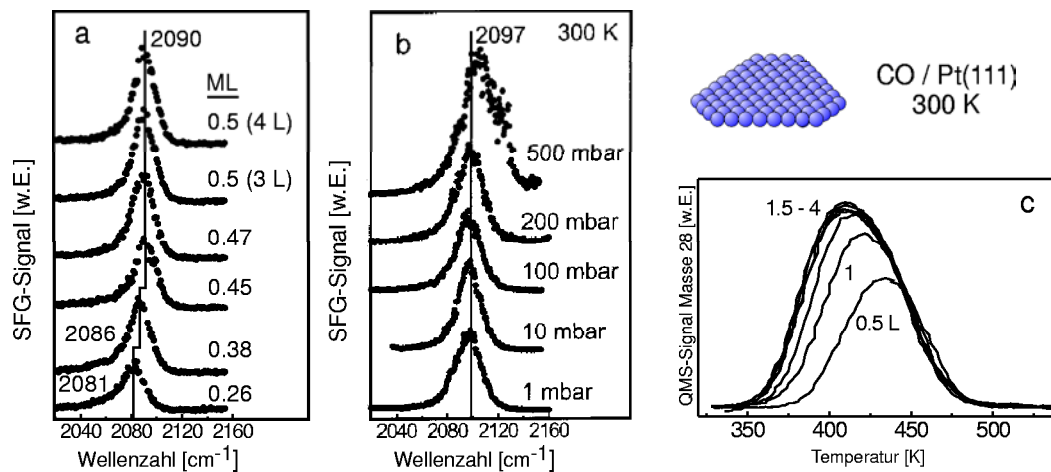 a
2090
ML
0.5 (4 L)
0.5 (3 L)
0.47
0.45
2086
0.38
2081
0.26
SFG-Signal [w.E.]
2040 2080 2120 2160
Wellenzahl [cm-1]
b
2097
300 K
500 mbar
200 mbar
100 mbar
10 mbar
1 mbar
SFG-Signal [w.E.]
2040 2080 2120 2160
Wellenzahl [cm-1]
CO / Pt(111)
300 K
c
1.5 - 4
1
0.5 L
QMS-Signal Masse 28 [w.E.]
350 400 450 500
Temperatur [K]